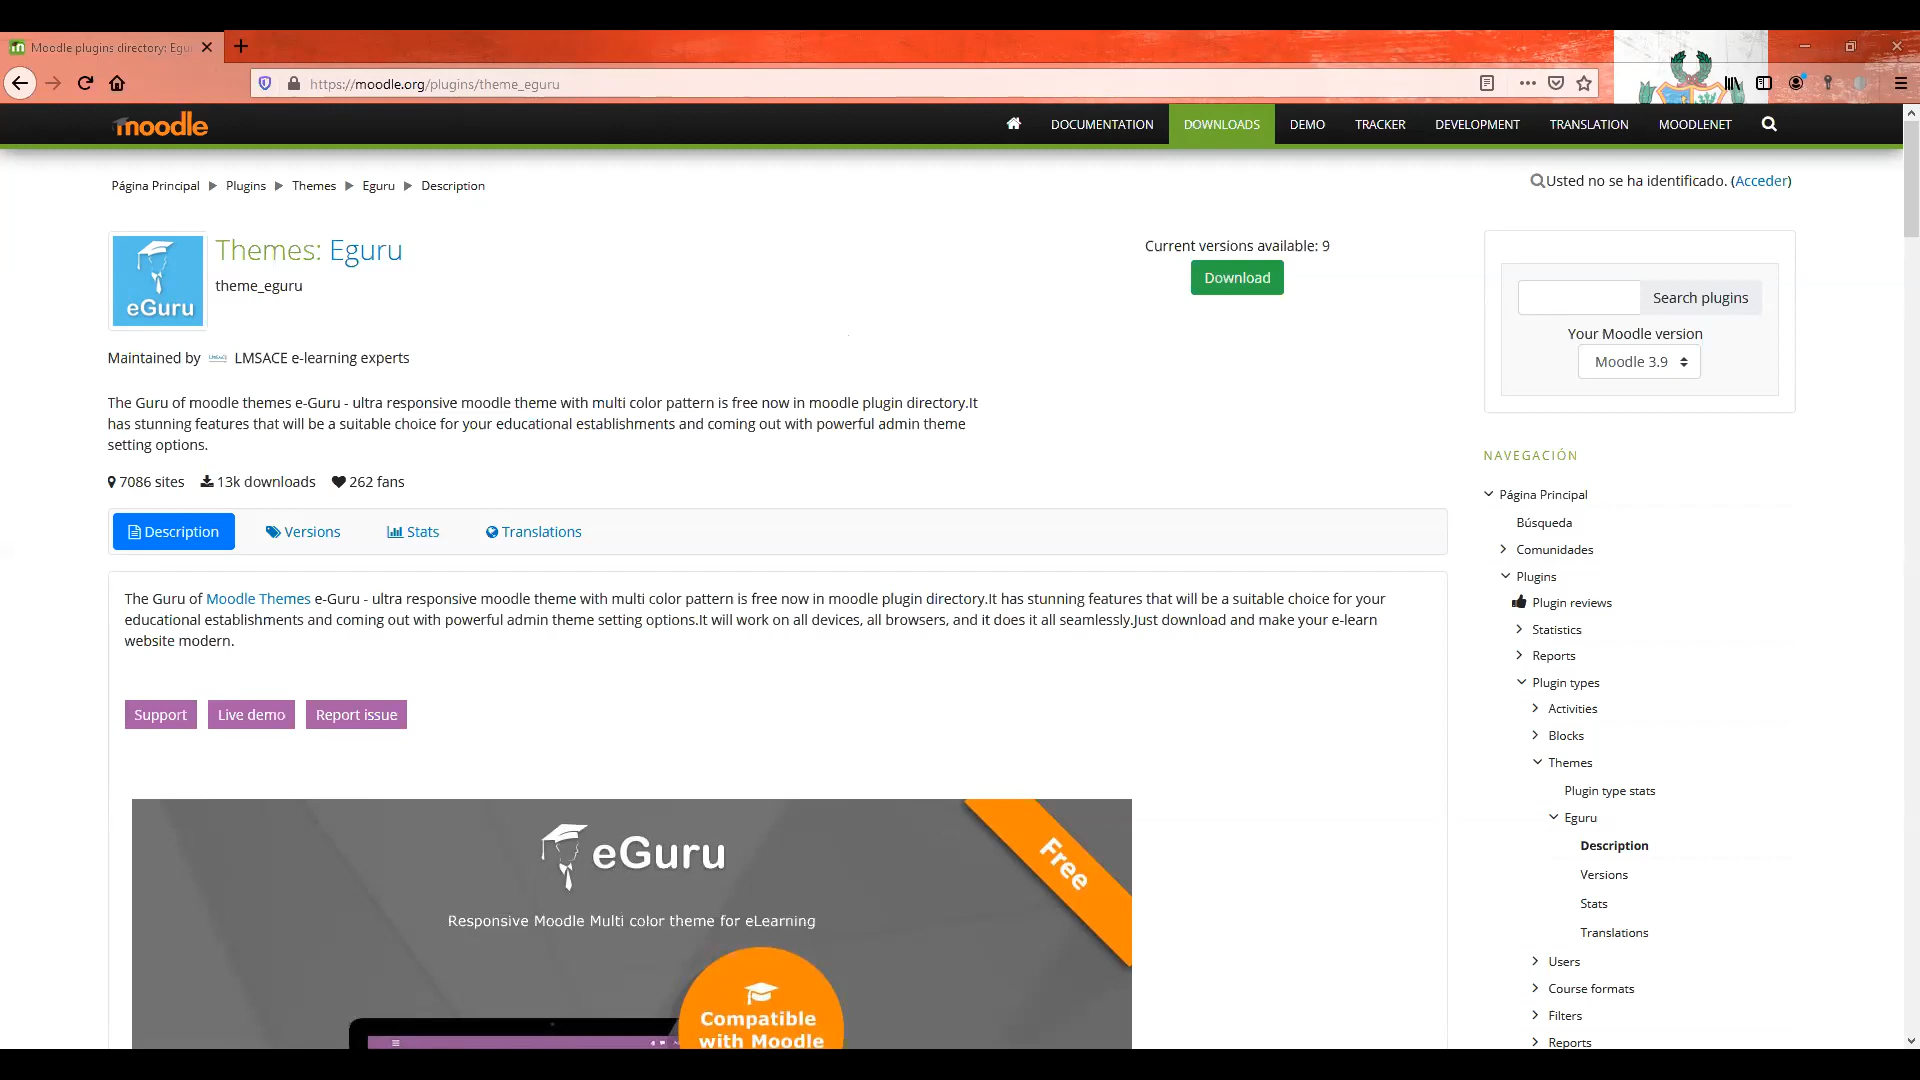 Moodle plugins directory: Egu
https://moodle.org/plugins/theme_eguru
moodle
DOCUMENTATION
DOWNLOADS
DEMO
TRACKER
DEVELOPMENT
TRANSLATION
MOODLENET
Página Principal ▶ Plugins ▶ Themes ▶ Eguru ▶ Description
Usted no se ha identificado. (Acceder)
eGuru
Themes: Eguru
theme_eguru
Current versions available: 9
Download
Maintained by LMSACE e-learning experts
The Guru of moodle themes e-Guru - ultra responsive moodle theme with multi color pattern is free now in moodle plugin directory.It
has stunning features that will be a suitable choice for your educational establishments and coming out with powerful admin theme
setting options.
7086 sites 13k downloads 262 fans
Description
Versions
Stats
Translations
The Guru of Moodle Themes e-Guru - ultra responsive moodle theme with multi color pattern is free now in moodle plugin directory.It has stunning features that will be a suitable choice for your
educational establishments and coming out with powerful admin theme setting options.It will work on all devices, all browsers, and it does it all seamlessly.Just download and make your e-learn
website modern.
Support
Live demo
Report issue
eGuru
Free
Responsive Moodle Multi color theme for eLearning
Compatible
with Moodle
Search plugins
Your Moodle version
Moodle 3.9
NAVEGACIÓN
Página Principal
Búsqueda
Comunidades
Plugins
Plugin reviews
Statistics
Reports
Plugin types
Activities
Blocks
Themes
Plugin type stats
Eguru
Description
Versions
Stats
Translations
Users
Course formats
Filters
Reports